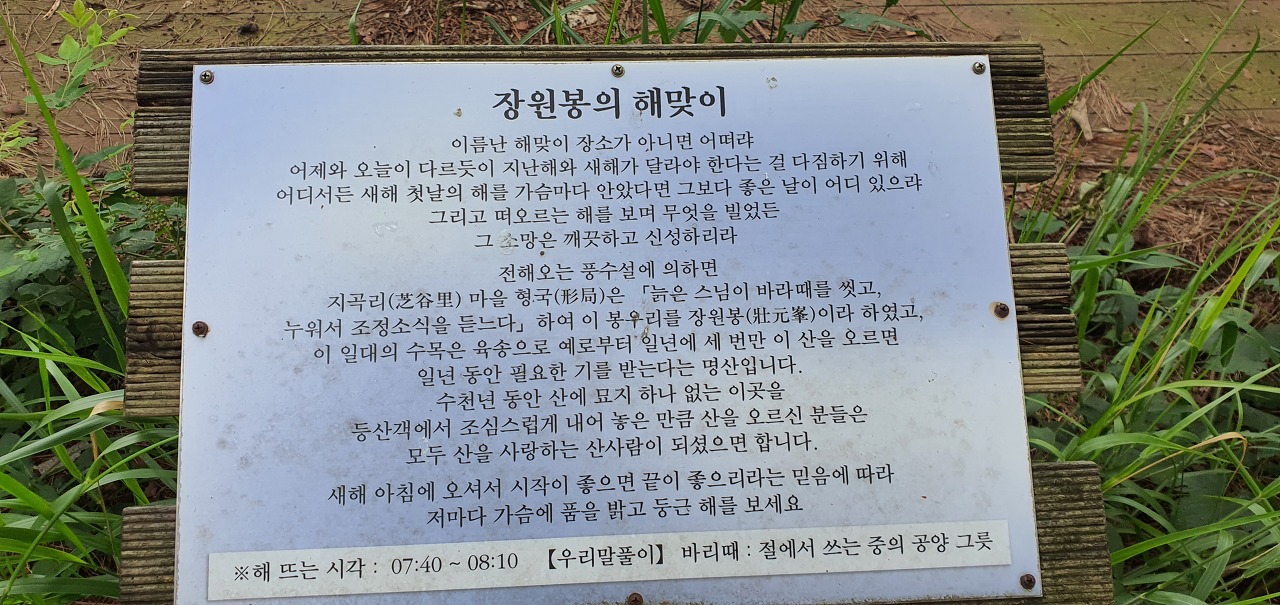 장원봉의 해맞이
이름난 해맞이 장소가 아니면 어떠랴
어제와 오늘이 다르듯이 지난해와 새해가 달라야 한다는 걸 다짐하기 위해
어디서든 새해 첫날의 해를 가슴마다 안았다면 그보다 좋은 날이 어디 있으랴
그리고 떠오르는 해를 보며 무엇을 빌었든
그 소망은 깨끗하고 신성하리라
전해오는 풍수설에 의하면
지곡리(芝谷里) 마을 형국(形局)은 「늙은 스님이 바라때를 씻고,
누워서 조정소식을 듣느다」하여 이 봉우리를 장원봉(壯元峯)이라 하였고,
이 일대의 수목은 육송으로 예로부터 일년에 세 번만 이 산을 오르면
일년 동안 필요한 기를 받는다는 명산입니다.
수천년 동안 산에 묘지 하나 없는 이곳을
등산객에서 조심스럽게 내어 놓은 만큼 산을 오르신 분들은
모두 산을 사랑하는 산사람이 되셨으면 합니다.
새해 아침에 오셔서 시작이 좋으면 끝이 좋으리라는 믿음에 따라
저마다 가슴에 품을 밝고 둥근 해를 보세요
※해 뜨는 시각 : 07:40 ~ 08:10 【우리말풀이】 바리때 : 절에서 쓰는 중의 공양 그릇